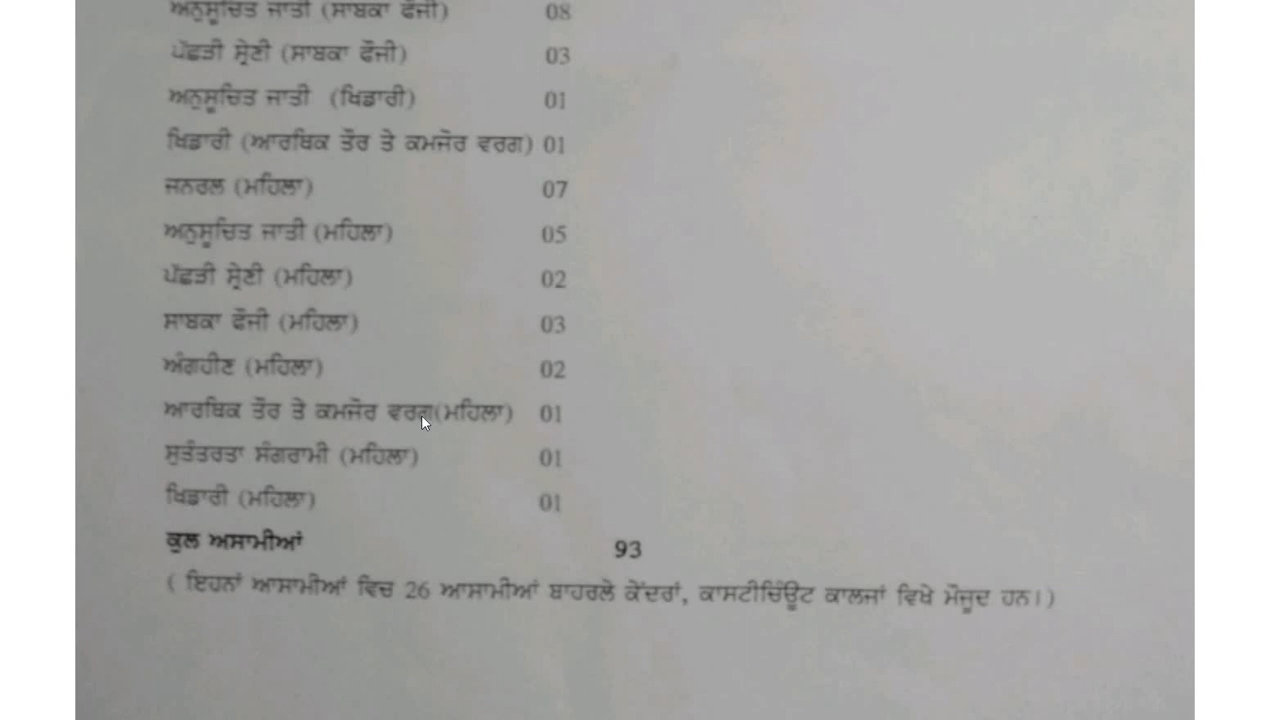 ਅਨੁਸੂਚਿਤ ਜਾਤੀ (ਸਾਬਕਾ ਫੌਜੀ) 08
ਪੱਛੜੀ ਸ੍ਰੇਣੀ (ਸਾਬਕਾ ਫੌਜੀ) 03
ਅਨੁਸੂਚਿਤ ਜਾਤੀ (ਖਿਡਾਰੀ) 01
ਖਿਡਾਰੀ (ਆਰਥਿਕ ਤੌਰ ਤੇ ਕਮਜੋਰ ਵਰਗ) 01
ਜਨਰਲ (ਮਹਿਲਾ) 07
ਅਨੁਸੂਚਿਤ ਜਾਤੀ (ਮਹਿਲਾ) 05
ਪੱਛੜੀ ਸ੍ਰੇਣੀ (ਮਹਿਲਾ) 02
ਸਾਬਕਾ ਫੌਜੀ (ਮਹਿਲਾ) 03
ਅੰਗਹੀਣ (ਮਹਿਲਾ) 02
ਆਰਥਿਕ ਤੌਰ ਤੇ ਕਮਜੋਰ ਵਰਗ(ਮਹਿਲਾ) 01
ਸੁਤੰਤਰਤਾ ਸੰਗਰਾਮੀ (ਮਹਿਲਾ) 01
ਖਿਡਾਰੀ (ਮਹਿਲਾ) 01
ਕੁਲ ਅਸਾਮੀਆਂ 93
( ਇਹਨਾਂ ਆਸਾਮੀਆਂ ਵਿਚ 26 ਆਸਾਮੀਆਂ ਬਾਹਰਲੇ ਕੇਂਦਰਾਂ, ਕਾਸਟੀਚਿਊਟ ਕਾਲਜਾਂ ਵਿਖੇ ਮੌਜੂਦ ਹਨ।)